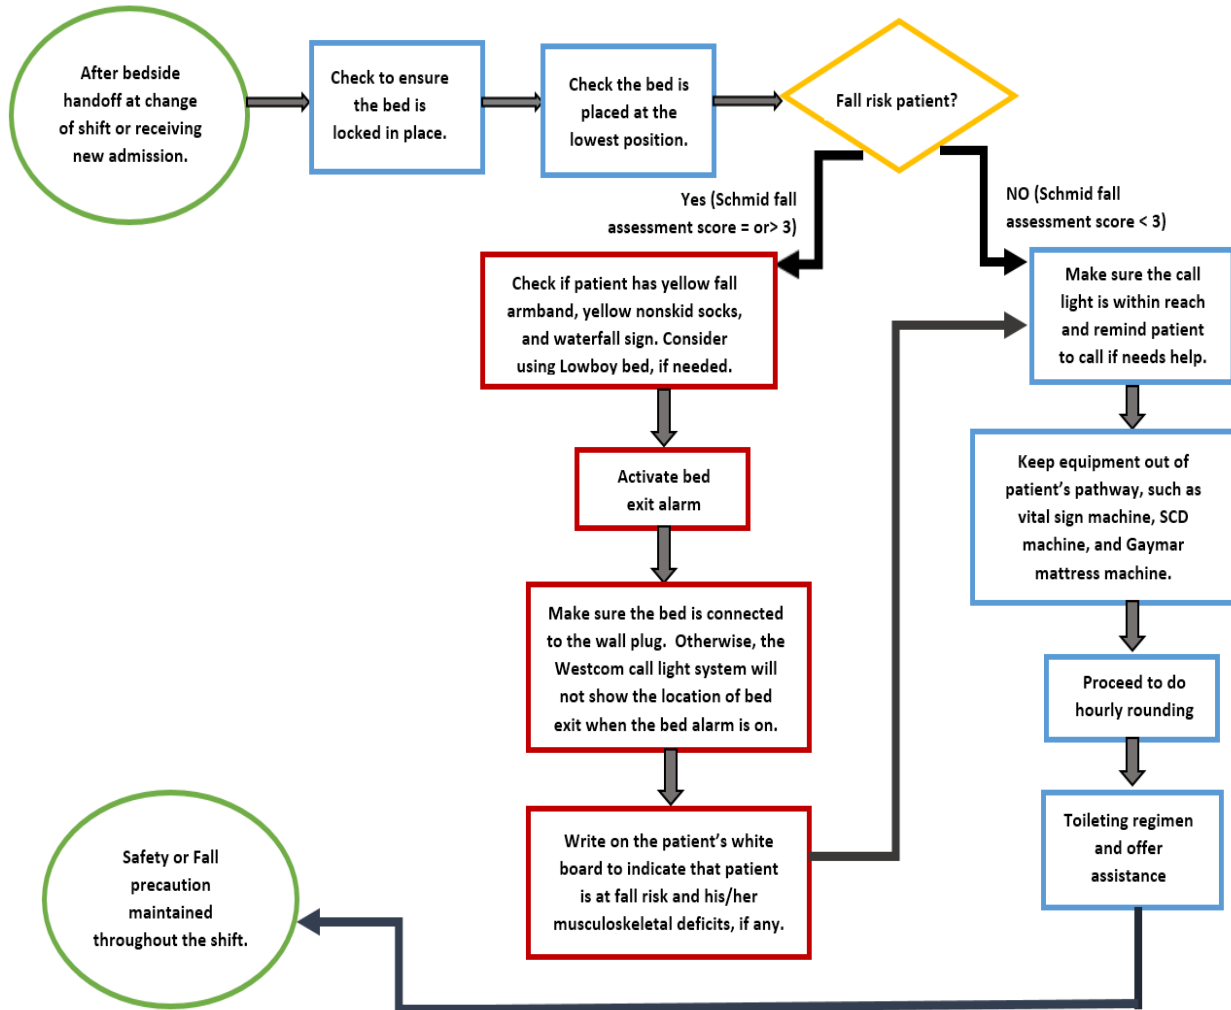 After bedside
handoff at change
of shift or receiving
new admission.
Check to ensure
the bed is
locked in place.
Check the bed is
placed at the
lowest position.
Fall risk patient?
Yes (Schmid fall
assessment score = or> 3)
NO (Schmid fall
assessment score < 3)
Check if patient has yellow fall
armband, yellow nonskid socks,
and waterfall sign. Consider
using Lowboy bed, if needed.
Activate bed
exit alarm
Make sure the bed is connected
to the wall plug. Otherwise, the
Westcom call light system will
not show the location of bed
exit when the bed alarm is on.
Write on the patient's white
board to indicate that patient
is at fall risk and his/her
musculoskeletal deficits, if any.
Make sure the call
light is within reach
and remind patient
to call if needs help.
Keep equipment out of
patient's pathway, such as
vital sign machine, SCD
machine, and Gaymar
mattress machine.
Proceed to do
hourly rounding
Toileting regimen
and offer
assistance
Safety or Fall
precaution
maintained
throughout the shift.